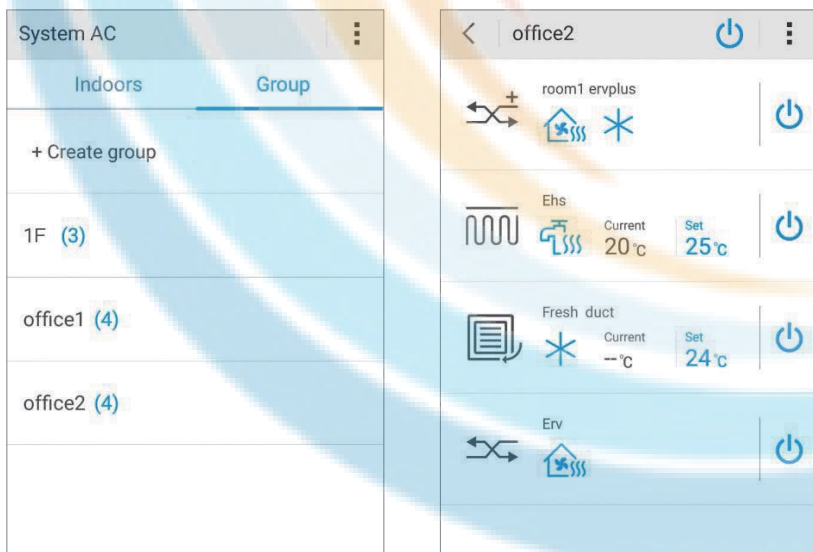 System AC
Indoors Group
+ Create group
1F (3)
office1 (4)
office2 (4)
office2
room1 ervplus
+
Ehs
Current Set
20℃ 25℃
Fresh duct
Current Set
--℃ 24℃
Erv